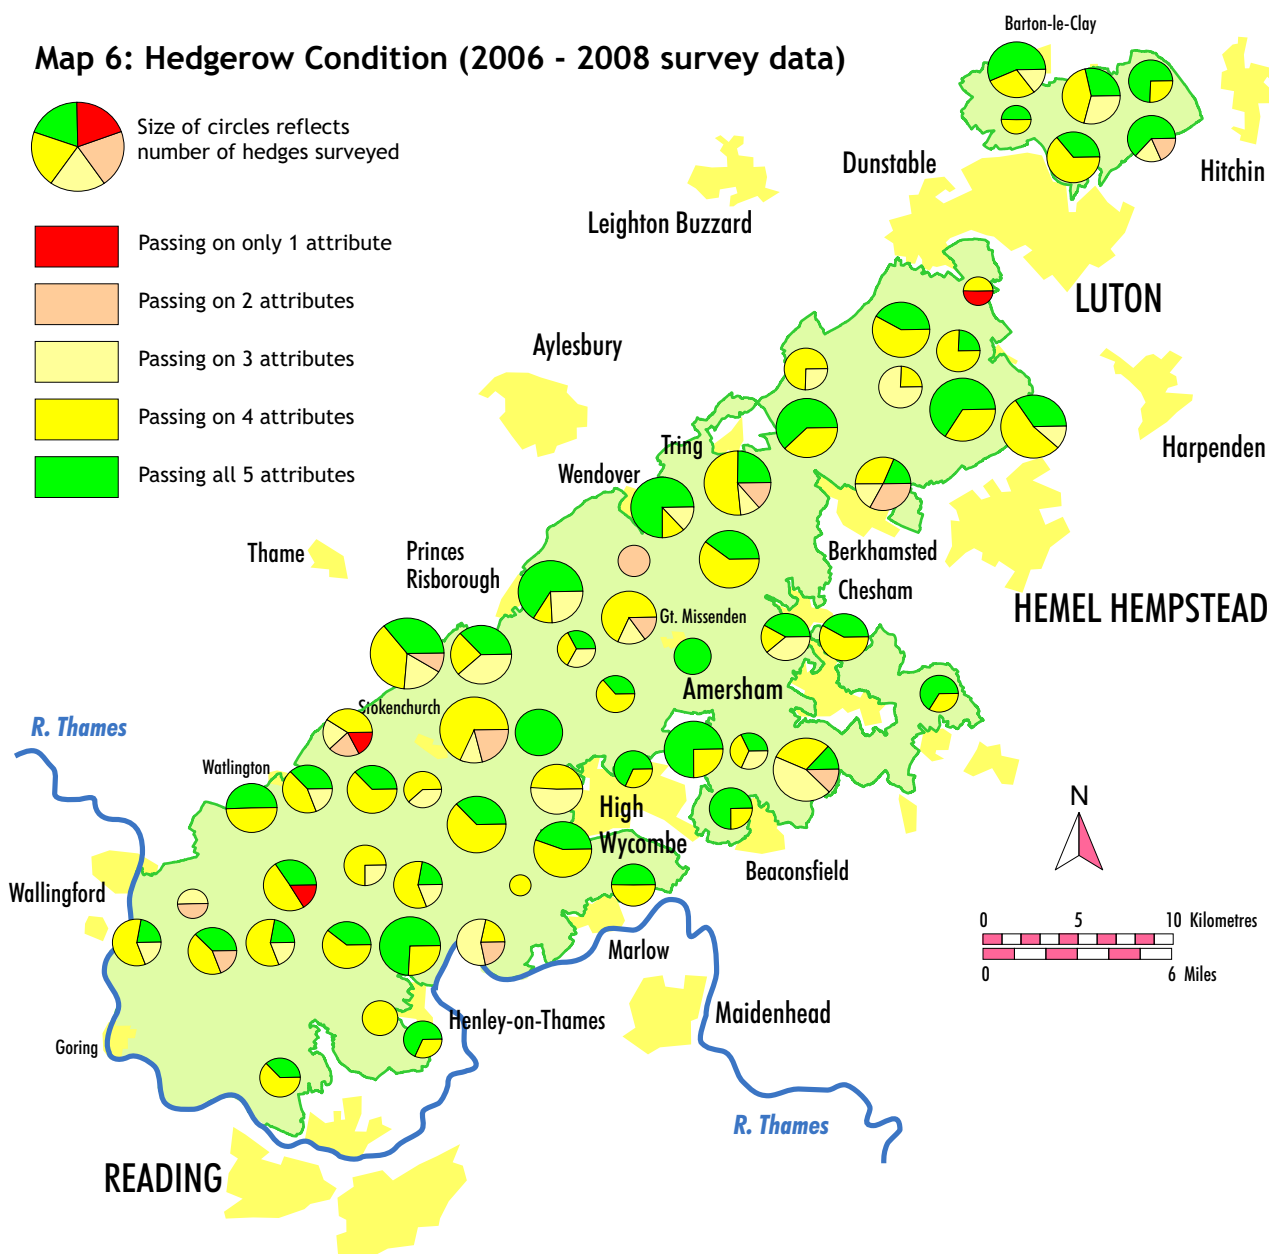 Map 6: Hedgerow Condition (2006 - 2008 survey data)
Size of circles reflects
number of hedges surveyed
Passing on only 1 attribute
Passing on 2 attributes
Passing on 3 attributes
Passing on 4 attributes
Passing all 5 attributes
Barton-le-Clay
Hitchin
Dunstable
Leighton Buzzard
LUTON
Aylesbury
Harpenden
Tring
Wendover
Berkhamsted
Thame
Princes
Risborough
Chesham
HEMEL HEMPSTEAD
Gt. Missenden
Amersham
Stokenchurch
R. Thames
Watlington
High
Wycombe
Beaconsfield
Wallingford
Marlow
Maidenhead
Henley-on-Thames
Goring
R. Thames
READING
N
0 5 10 Kilometres
0 6 Miles